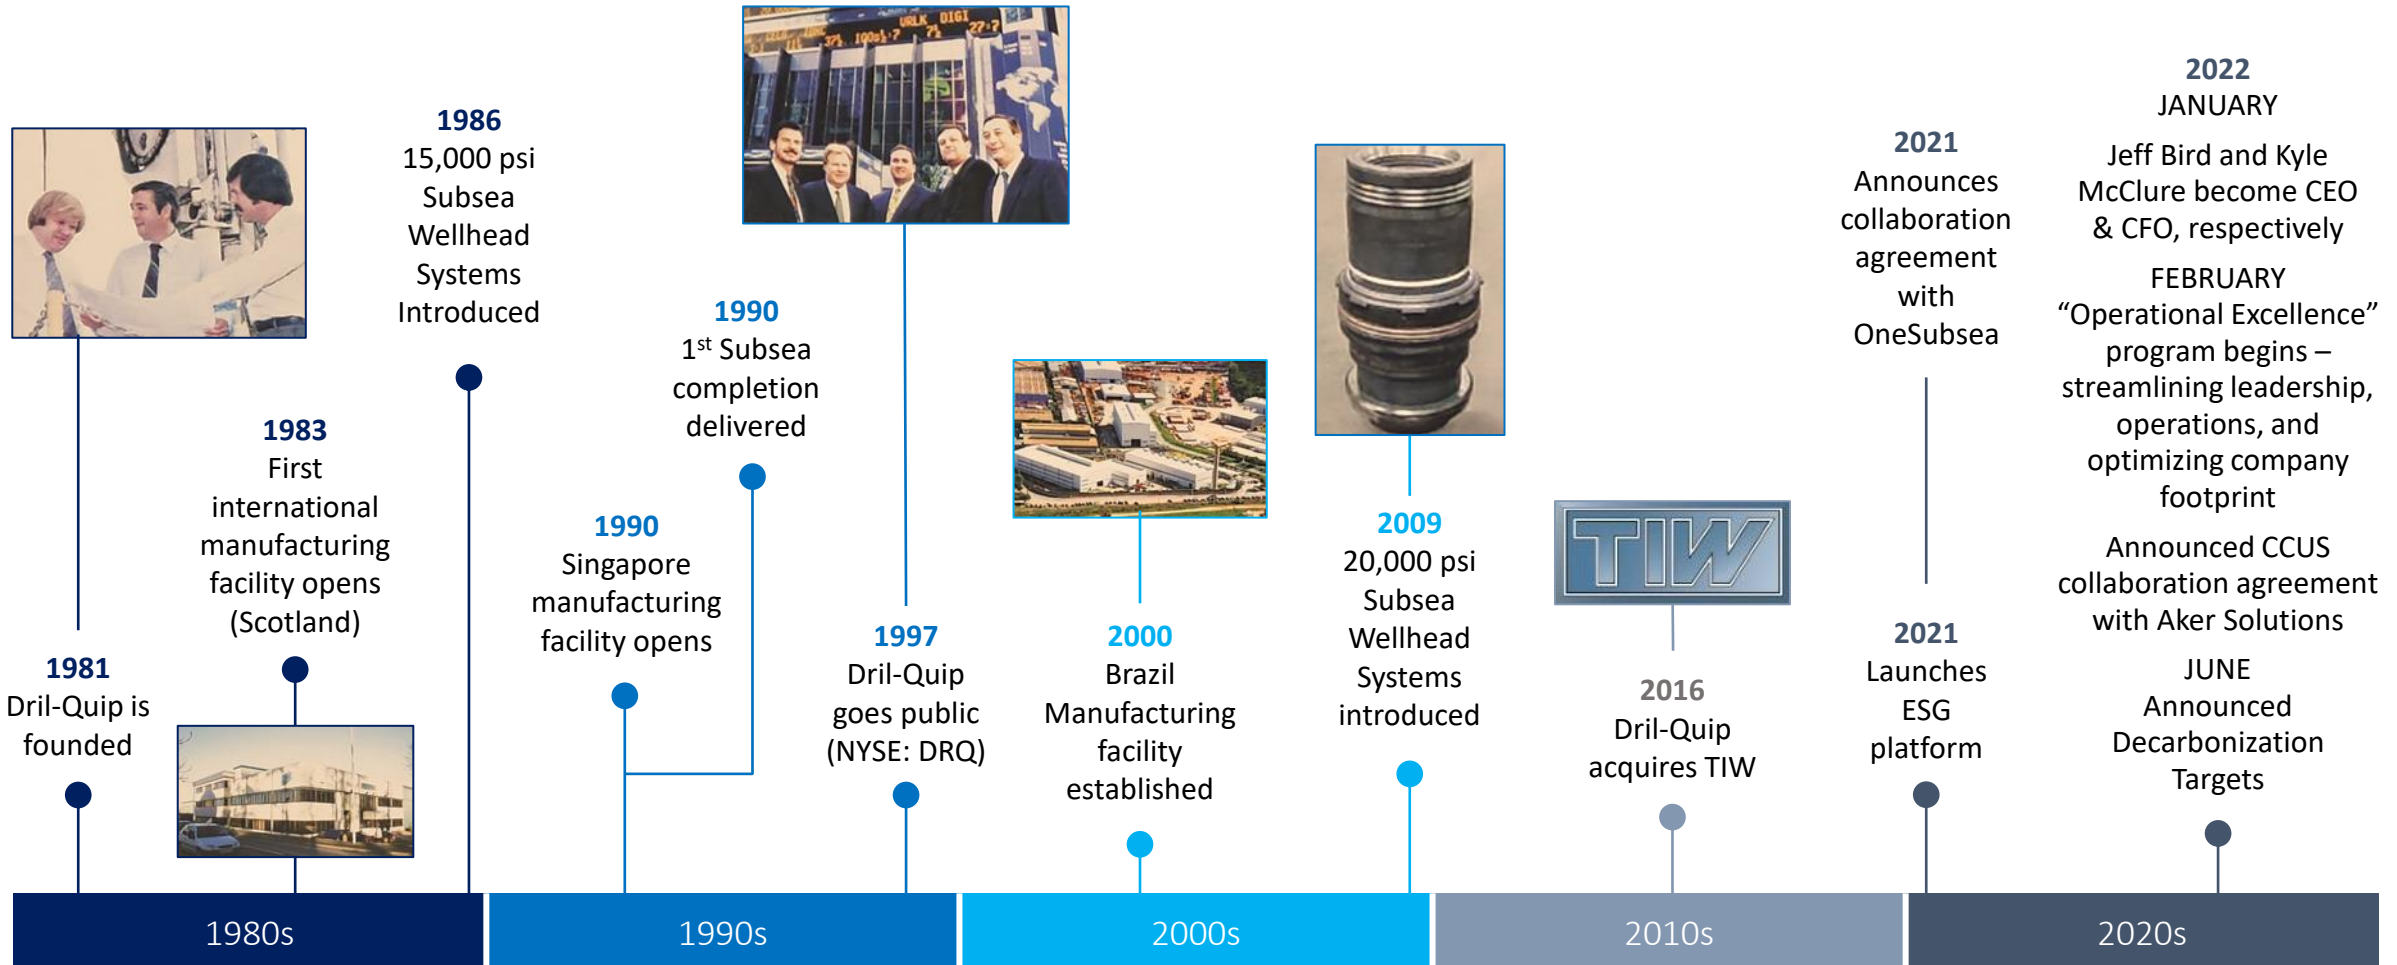 1981
Dril-Quip is
founded
1983
First
international
manufacturing
facility opens
(Scotland)
1986
15,000 psi
Subsea
Wellhead
Systems
Introduced
1990
Singapore
manufacturing
facility opens
1990
1st Subsea
completion
delivered
VRLK DIGI
1997
Dril-Quip
goes public
(NYSE: DRQ)
2000
Brazil
Manufacturing
facility
established
2009
20,000 psi
Subsea
Wellhead
Systems
introduced
TIW
2016
Dril-Quip
acquires TIW
2021
Announces
collaboration
agreement
with
OneSubsea
2021
Launches
ESG
platform
2022
JANUARY
Jeff Bird and Kyle
McClure become CEO
& CFO, respectively
FEBRUARY
“Operational Excellence”
program begins –
streamlining leadership,
operations, and
optimizing company
footprint
Announced CCUS
collaboration agreement
with Aker Solutions
JUNE
Announced
Decarbonization
Targets
1980s
1990s
2000s
2010s
2020s